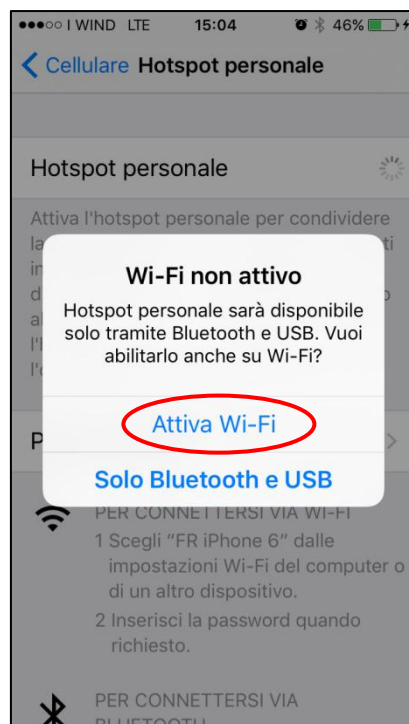 I WIND LTE 15:04 46%
Cellulare Hotspot personale
Hotspot personale
Attiva l'hotspot personale per condividere
la
Wi-Fi non attivo
Hotspot personale sarà disponibile
solo tramite Bluetooth e USB. Vuoi
abilitarlo anche su Wi-Fi?
Attiva Wi-Fi
Solo Bluetooth e USB
PER CONNETTERSI VIA WI-FI
1 Scegli “FR iPhone 6” dalle
impostazioni Wi-Fi del computer o
di un altro dispositivo.
2 Inserisci la password quando
richiesto.
PER CONNETTERSI VIA
BLUETOOTH